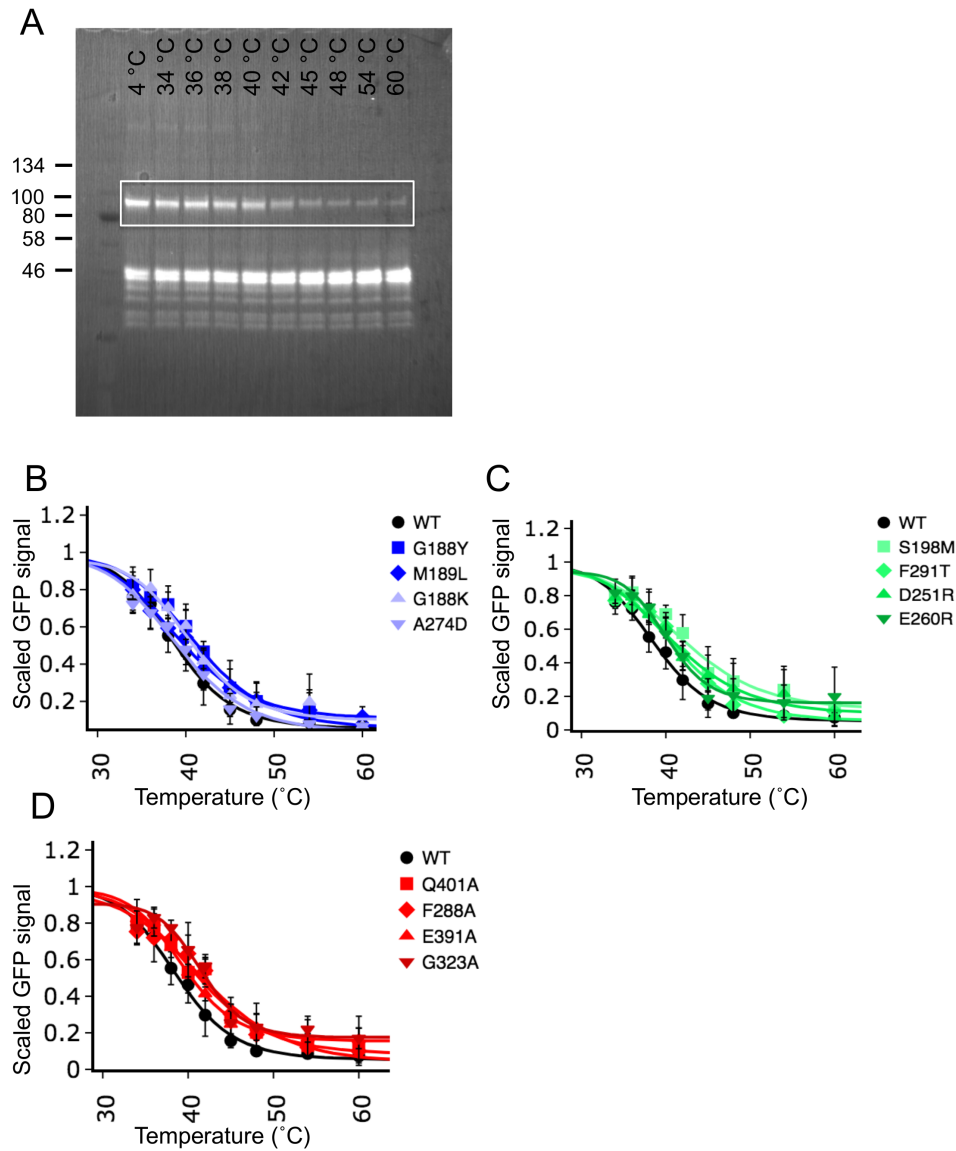 A
4 °C
34 °C
36 °C
38 °C
40 °C
42 °C
45 °C
48 °C
54 °C
60 °C
134
100
80
58
46
B
Scaled GFP signal
1.2
1
0.8
0.6
0.4
0.2
30
40
50
60
Temperature (˚C)
WT
G188Y
M189L
G188K
A274D
C
Scaled GFP signal
1.2
1
0.8
0.6
0.4
0.2
0
30
40
50
60
Temperature (˚C)
WT
S198M
F291T
D251R
E260R
D
Scaled GFP signal
1.2
1
0.8
0.6
0.4
0.2
0
30
40
50
60
Temperature (˚C)
WT
Q401A
F288A
E391A
G323A